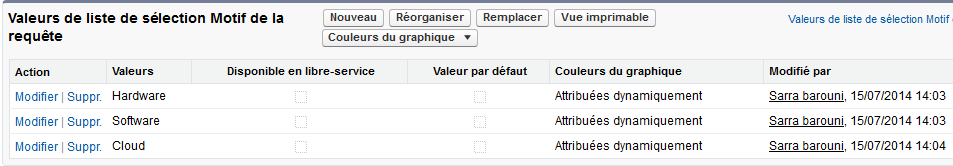 Valeurs de liste de sélection Motif de la requête
Nouveau Réorganiser Remplacer Vue imprimable
Couleurs du graphique
Valeurs de liste de sélection Motif
Action Valeurs Disponible en libre-service Valeur par défaut Couleurs du graphique Modifié par
Modifier | Suppr. Hardware Attribuées dynamiquement Sarra barouni, 15/07/2014 14:03
Modifier | Suppr. Software Attribuées dynamiquement Sarra barouni, 15/07/2014 14:03
Modifier | Suppr. Cloud Attribuées dynamiquement Sarra barouni, 15/07/2014 14:04